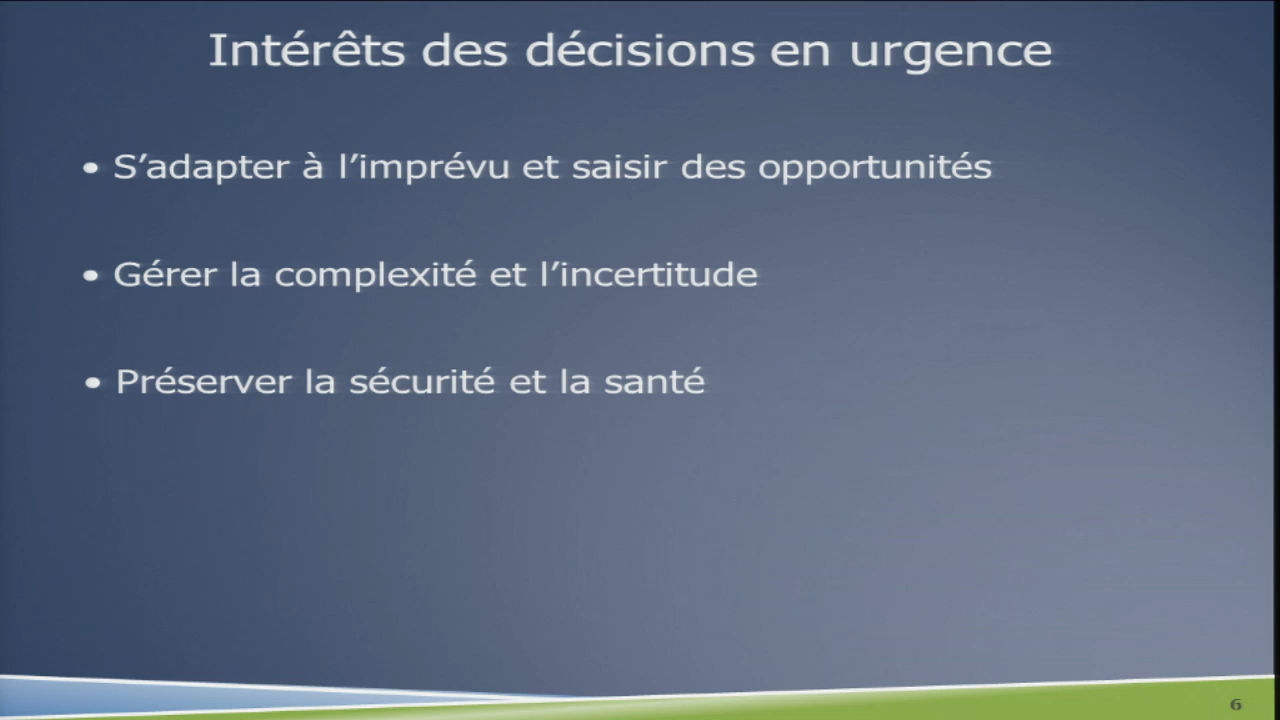 Intérêts des décisions en urgence
• S’adapter à l’imprévu et saisir des opportunités
• Gérer la complexité et l’incertitude
• Préserver la sécurité et la santé
6